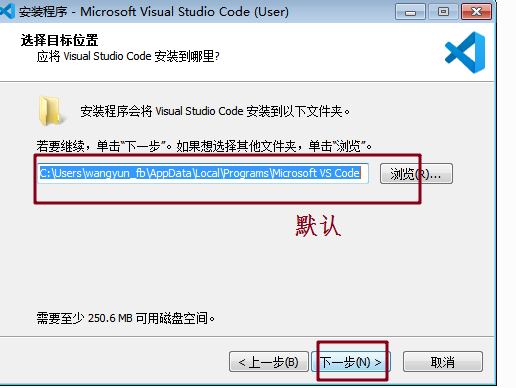 安装程序 - Microsoft Visual Studio Code (User)
选择目标位置
应将 Visual Studio Code 安装到哪里?
安装程序会将 Visual Studio Code 安装到以下文件夹。
若要继续，单击“下一步”。如果想选择其他文件夹，单击“浏览”。
C:\Users\wangyun_fb\AppData\Local\Programs\Microsoft VS Code
浏览(R)...
默认
需要至少 250.6 MB 可用磁盘空间。
< 上一步(B)
下一步(N) >
取消